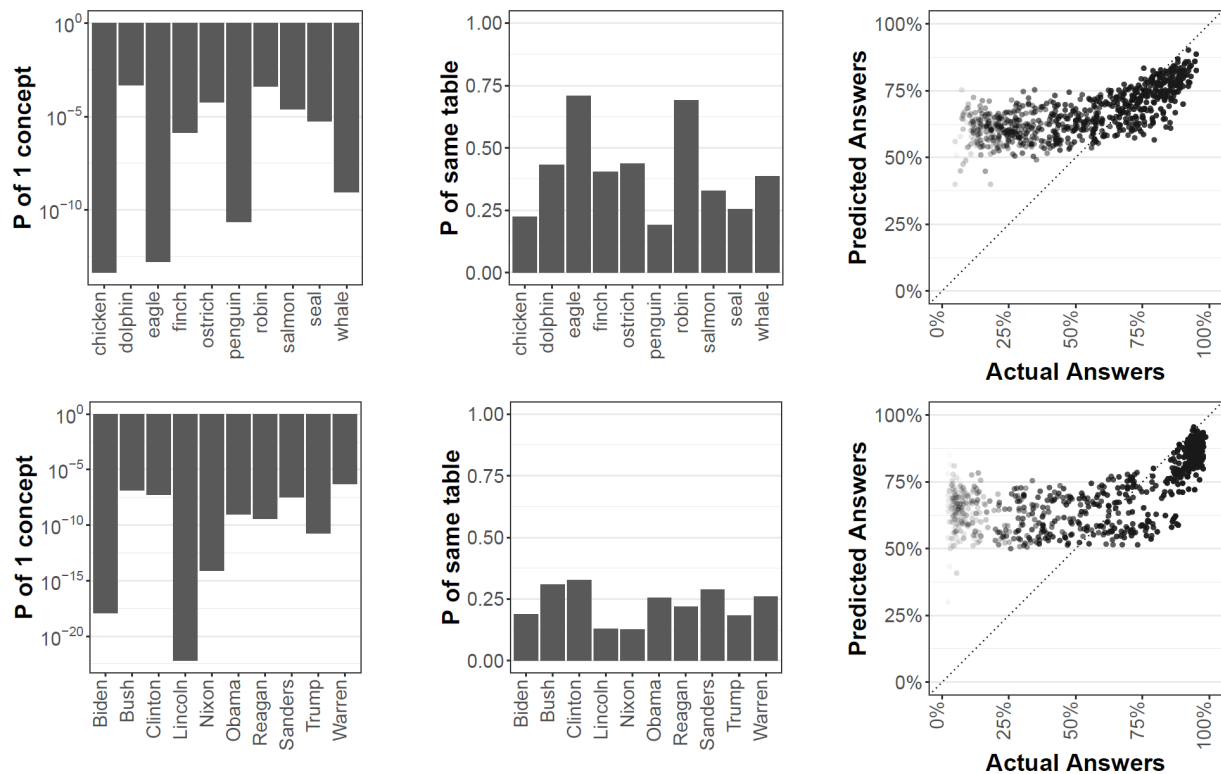 P of 1 concept
10^0
10^-5
10^-10
chicken
dolphin
eagle
finch
ostrich
penguin
robin
salmon
seal
whale
P of same table
1.00
0.75
0.50
0.25
0.00
chicken
dolphin
eagle
finch
ostrich
penguin
robin
salmon
seal
whale
Predicted Answers
100%
75%
50%
25%
0%
0%
25%
50%
75%
100%
Actual Answers
P of 1 concept
10^0
10^-5
10^-10
10^-15
10^-20
Biden
Bush
Clinton
Lincoln
Nixon
Obama
Reagan
Sanders
Trump
Warren
P of same table
1.00
0.75
0.50
0.25
0.00
Biden
Bush
Clinton
Lincoln
Nixon
Obama
Reagan
Sanders
Trump
Warren
Predicted Answers
100%
75%
50%
25%
0%
0%
25%
50%
75%
100%
Actual Answers